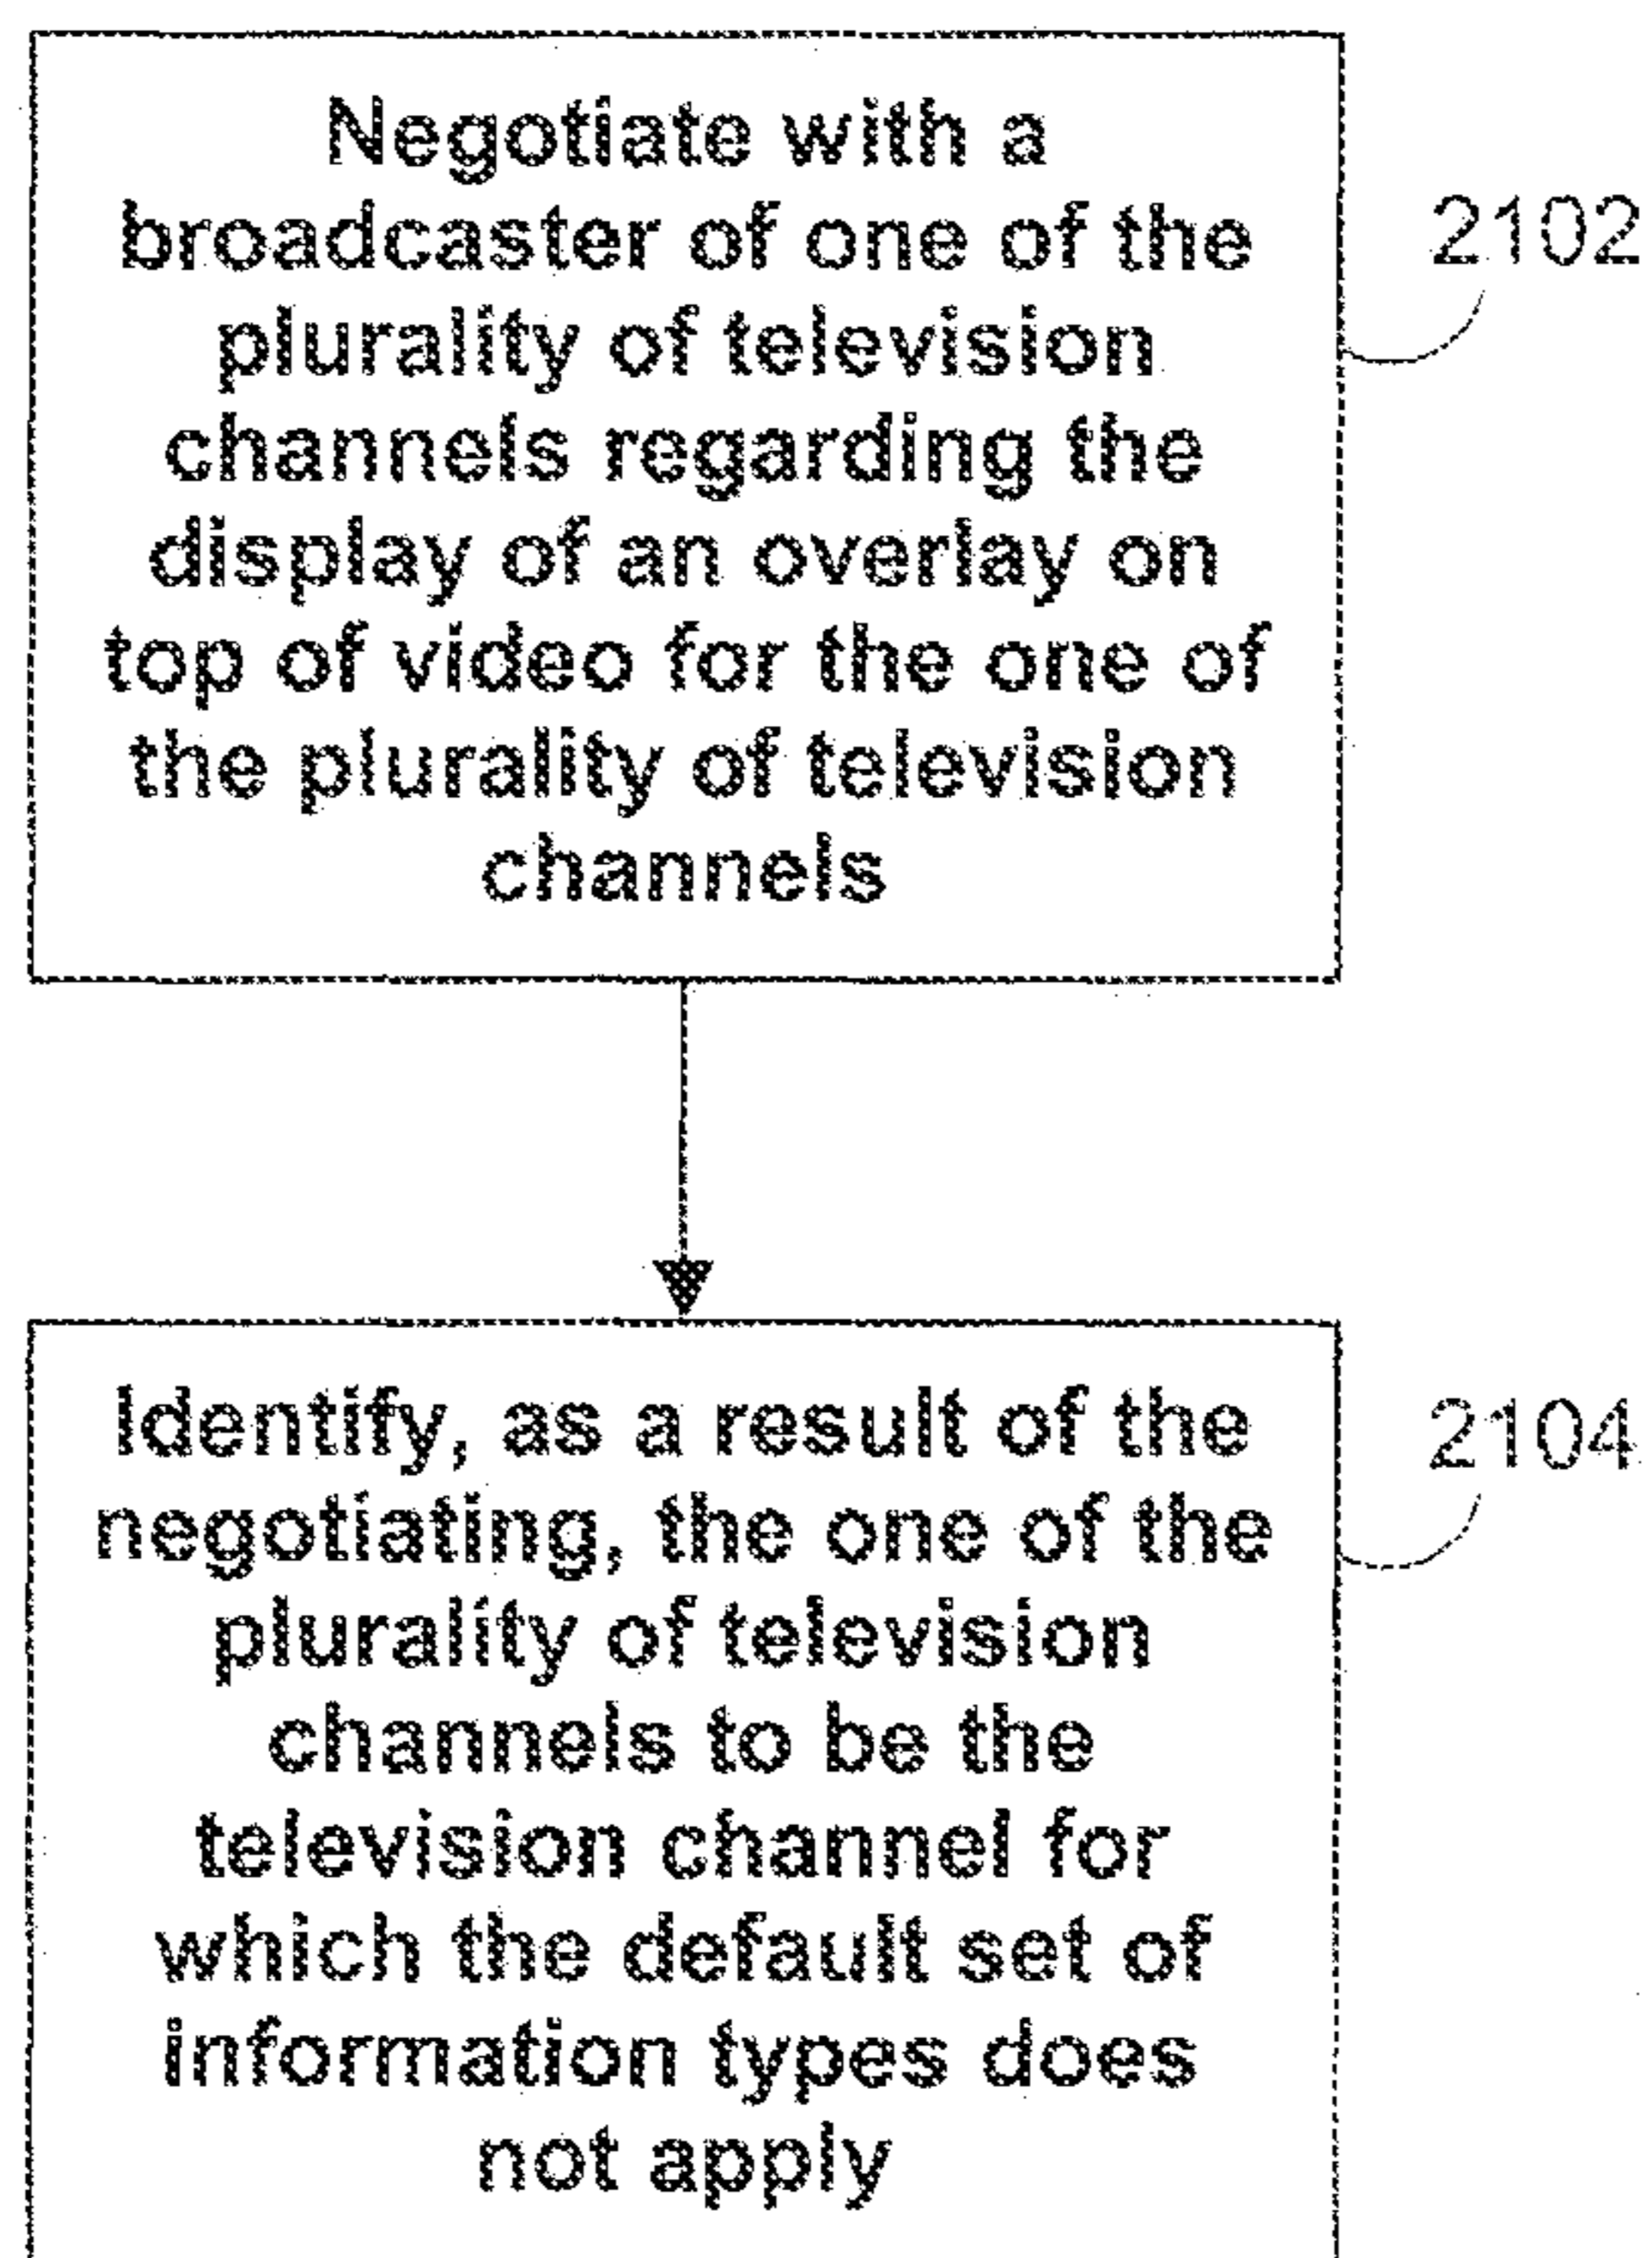 Negotiate with a
broadcaster of one of the
plurality of television
channels regarding the
display of an overlay on
top of video for the one of
the plurality of television
channels
2102
Identify, as a result of the
negotiating, the one of the
plurality of television
channels to be the
television channel for
which the default set of
information types does
not apply
2104